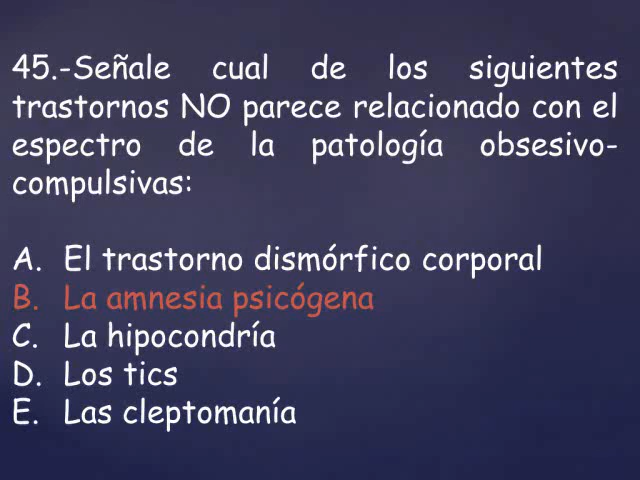 45.-Señale cual de los siguientes
trastornos NO parece relacionado con el
espectro de la patología obsesivo-
compulsivas:
A. El trastorno dismórfico corporal
B. La amnesia psicógena
C. La hipocondría
D. Los tics
E. Las cleptomanía